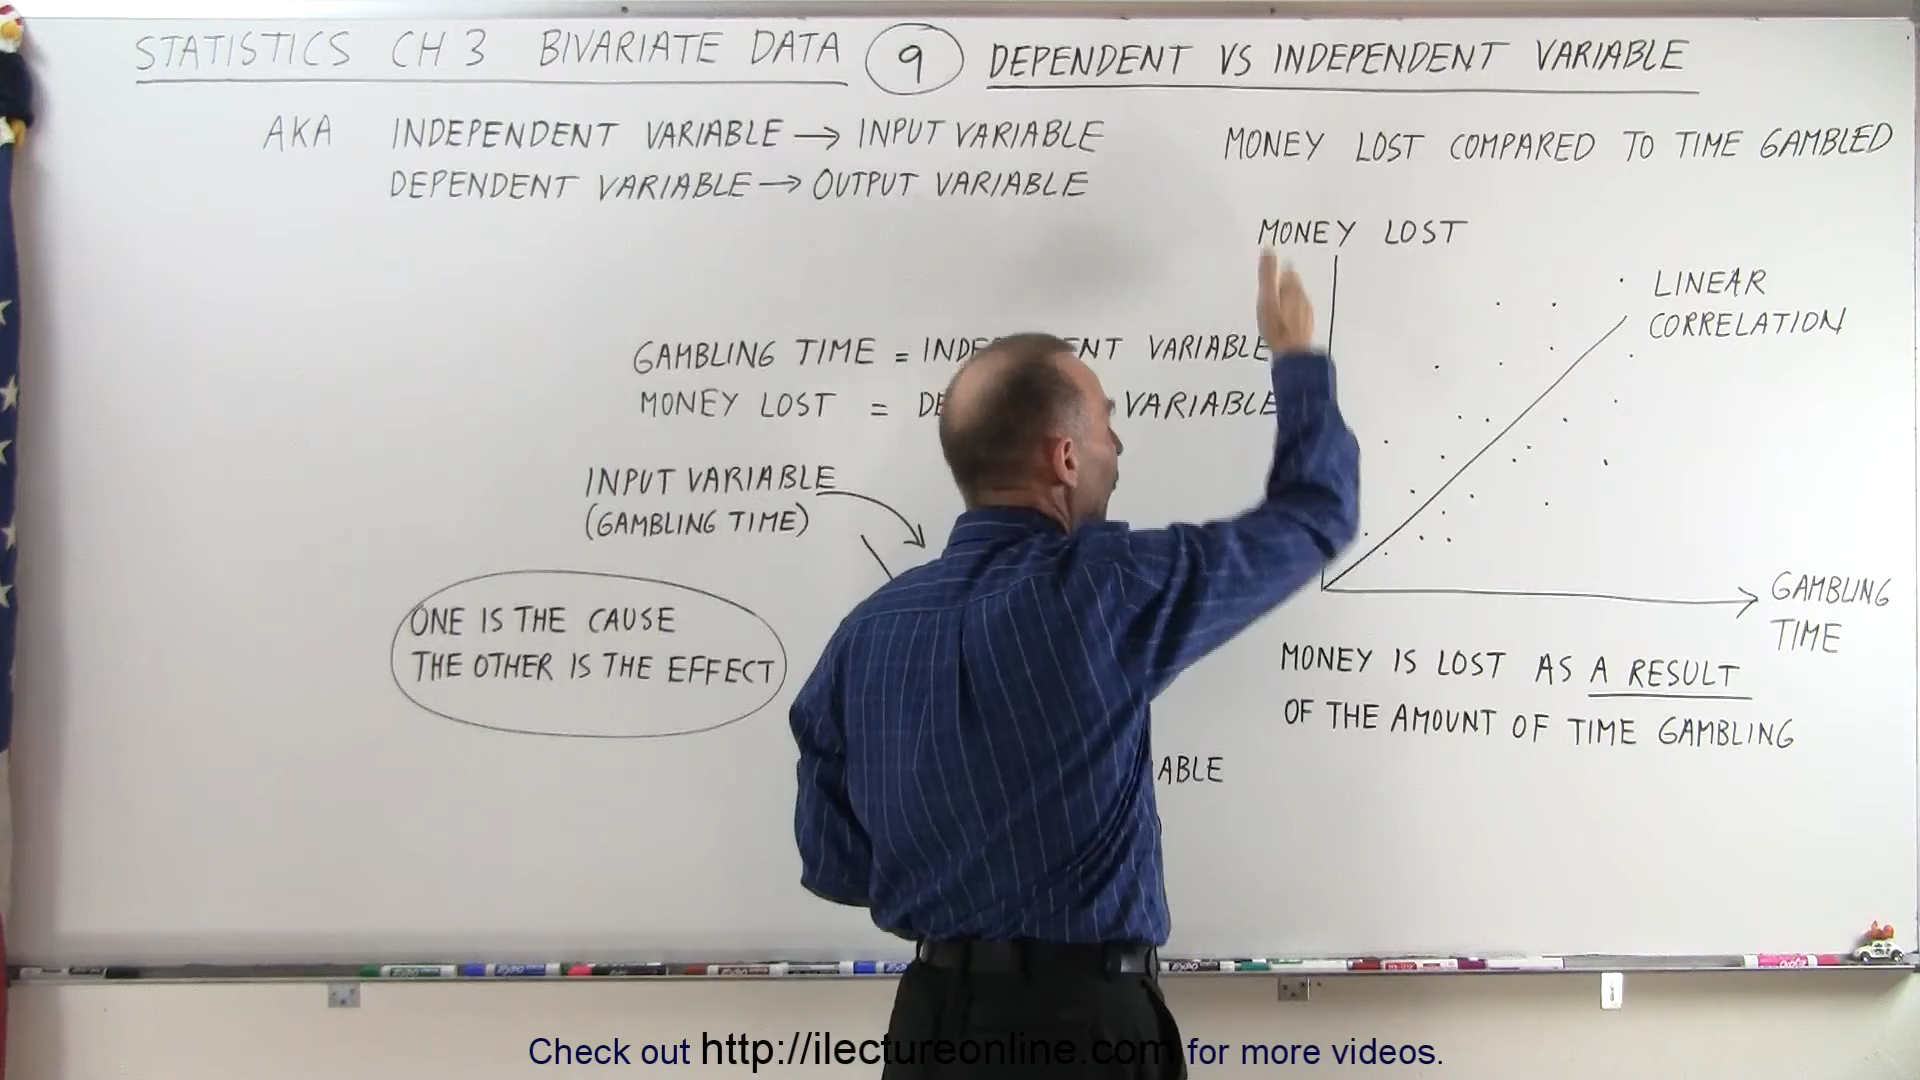 STATISTICS CH 3 BIVARIATE DATA 9 DEPENDENT VS INDEPENDENT VARIABLE
AKA INDEPENDENT VARIABLE → INPUT VARIABLE
DEPENDENT VARIABLE → OUTPUT VARIABLE
MONEY LOST COMPARED TO TIME GAMBLED
MONEY LOST
LINEAR
CORRELATION
GAMBLING TIME = INDE NT VARIABLE
MONEY LOST = DE VARIABLE
INPUT VARIABLE
(GAMBLING TIME)
ONE IS THE CAUSE
THE OTHER IS THE EFFECT
GAMBLING
TIME
MONEY IS LOST AS A RESULT
OF THE AMOUNT OF TIME GAMBLING
ABLE
Check out http://ilectureonline.com for more videos.